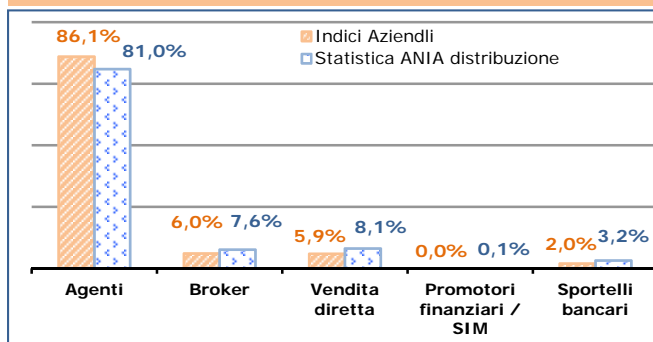 86,1%
81,0%
Indici Aziendli
Statistica ANIA distribuzione
6,0%
7,6%
5,9%
8,1%
0,0%
0,1%
2,0%
3,2%
Agenti
Broker
Vendita
diretta
Promotori
finanziari /
SIM
Sportelli
bancari